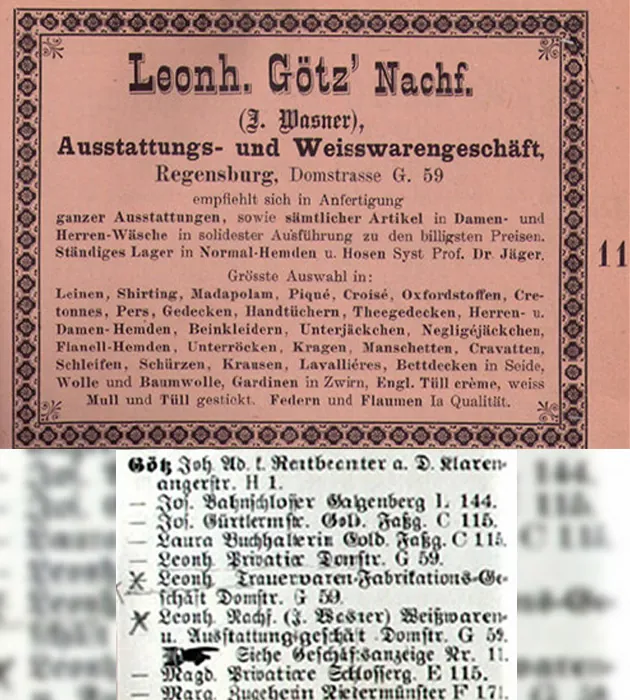 Leonh. Götz' Nachf.
(J. Wasner),
Ausstattungs- und Weisswarengeschäft,
Regensburg, Domstrasse G. 59
empfiehlt sich in Anfertigung
ganzer Ausstattungen, sowie sämtlicher Artikel in Damen- und
Herren-Wäsche in solidester Ausführung zu den billigsten Preisen.
Ständiges Lager in Normal-Hemden u. Hosen Syst Prof. Dr. Jäger.
Grösste Auswahl in:
Leinen, Shirting, Madapolam, Piqué, Croisé, Oxfordstoffen, Cre-
tonnes, Pers, Gedecken, Handtüchern, Theegedecken, Herren- u.
Damen-Hemden, Beinkleidern, Unterjäckchen, Negligéjäckchen,
Flanell-Hemden, Unterröcken, Kragen, Manschetten, Cravatten,
Schleifen, Schürzen, Krausen, Lavalliéres, Bettdecken in Seide,
Wolle und Baumwolle, Gardinen in Zwirn, Engl. Tüll crème, weiss
Mull und Tüll gestickt. Federn und Flaumen Ia Qualität.
11
Götz Joh. Ad. k. Rentbeamter a. D. Klaren-
angerstr. H 1.
— Jos. Bahnschlosser Galgenberg L 144.
— Jos. Gürtlermstr. Gold. Faßg. C 115.
— Laura Buchhalterin Gold. Faßg. C 115.
— Leonh. Privatier Domstr. G 59.
— Leonh. Trauerwaren-Fabrikations-Ge-
schäft Domstr. G 59.
— Leonh. Nachf. (J. Wasner) Weißwaren-
u. Ausstattungsgeschäft Domstr. G 59.
Siehe Geschäftsanzeige Nr. 11.
— Magd. Privatiere Schlosserg. E 115.
— Marg. Zugeherin Niedermünster F 171.